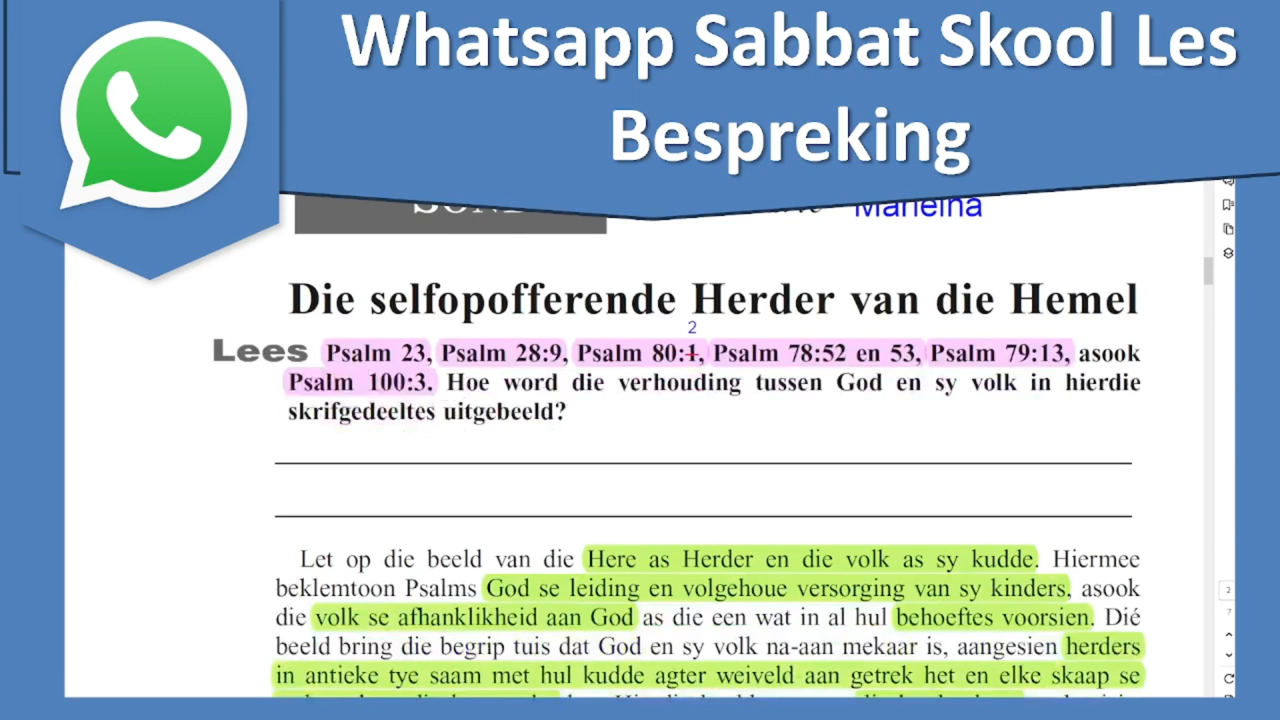 Whatsapp Sabbat Skool Les
Bespreking
Marleina
Die selfopofferende Herder van die Hemel
2
Lees Psalm 23, Psalm 28:9, Psalm 80:1, Psalm 78:52 en 53, Psalm 79:13, asook
Psalm 100:3. Hoe word die verhouding tussen God en sy volk in hierdie
skrifgedeeltes uitgebeeld?
Let op die beeld van die Here as Herder en die volk as sy kudde. Hiermee
beklemtoon Psalms God se leiding en volgehoue versorging van sy kinders, asook
die volk se afhanklikheid aan God as die een wat in al hul behoeftes voorsien. Dié
beeld bring die begrip tuis dat God en sy volk na-aan mekaar is, aangesien herders
in antieke tye saam met hul kudde agter weiveld aan getrek het en elke skaap se
2
7